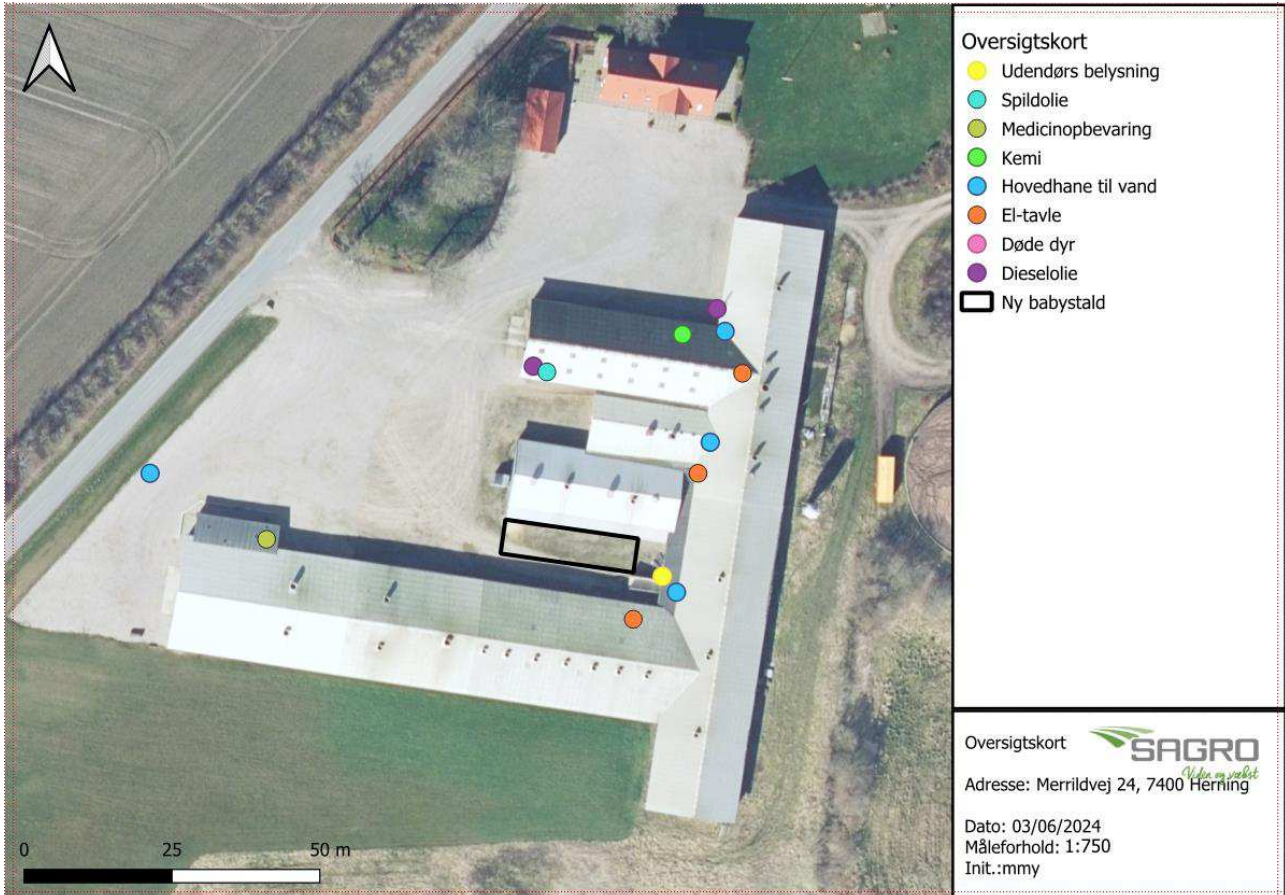 Oversigtskort
Udendørs belysning
Spildolie
Medicinopbevaring
Kemi
Hovedhane til vand
El-tavle
Døde dyr
Dieselolie
Ny babystald
Oversigtskort
SAGRO
Viden og vækst
Adresse: Merrildvej 24, 7400 Herning
Dato: 03/06/2024
Måleforhold: 1:750
Init.:mmy
0 25 50 m